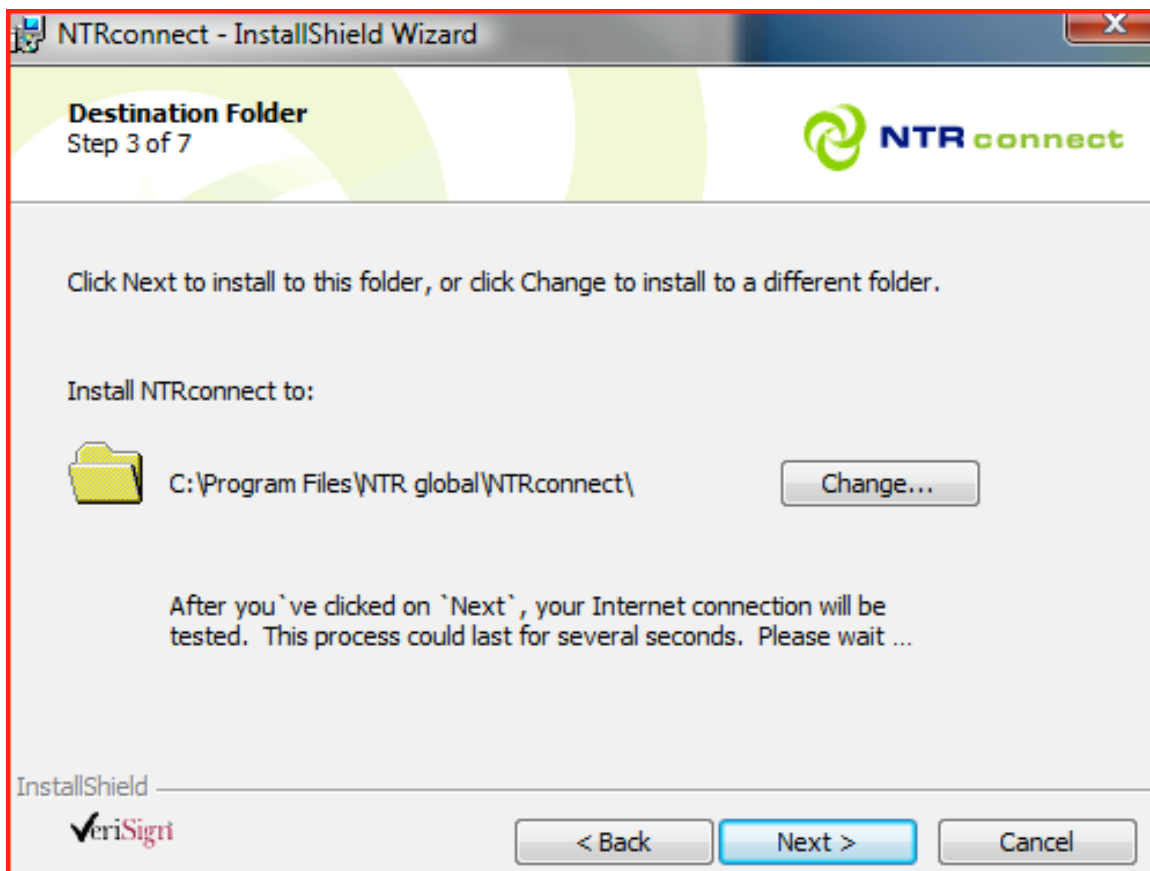 NTRconnect - InstallShield Wizard
X
Destination Folder
Step 3 of 7
NTR connect
Click Next to install to this folder, or click Change to install to a different folder.
Install NTRconnect to:
C:\Program Files\NTR global\NTRconnect\
Change...
After you`ve clicked on `Next`, your Internet connection will be
tested.  This process could last for several seconds.  Please wait ...
InstallShield
VeriSign
< Back
Next >
Cancel